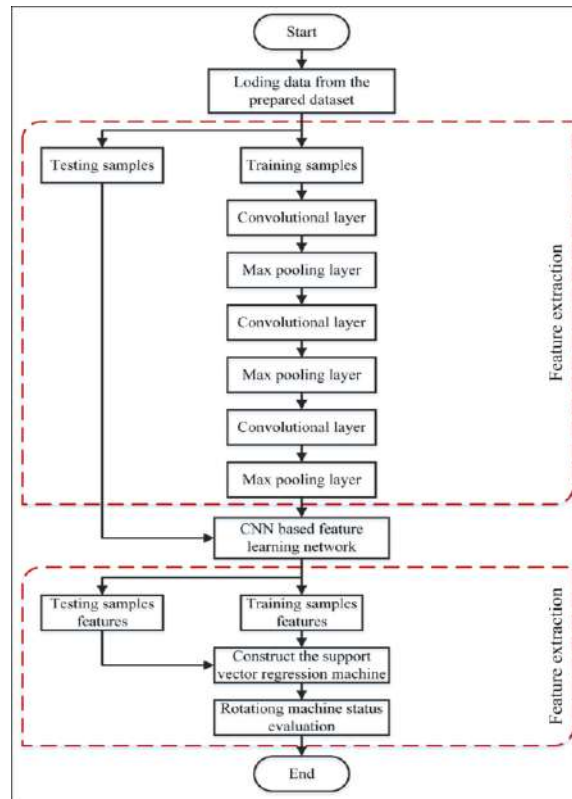 Start
Loding data from the
prepared dataset
Testing samples
Training samples
Convolutional layer
Max pooling layer
Convolutional layer
Max pooling layer
Convolutional layer
Max pooling layer
Feature extraction
CNN based feature
learning network
Testing samples
features
Training samples
features
Construct the support
vector regression machine
Rotationg machine status
evaluation
Feature extraction
End